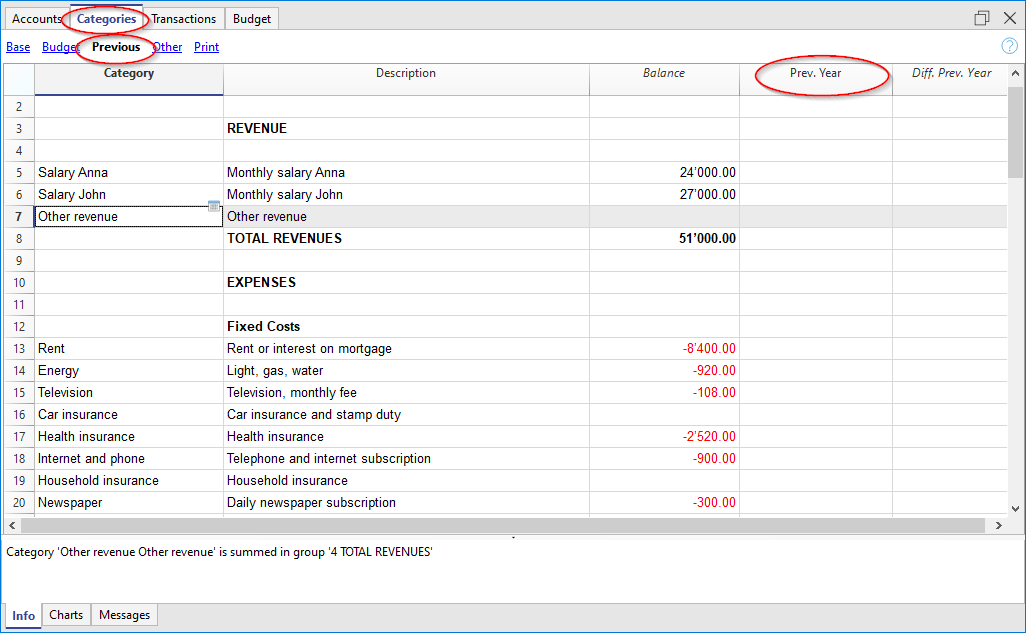 Accounts Categories Transactions Budget
Base Budget Previous Other Print
Category Description Balance Prev. Year Diff. Prev. Year
2
3 REVENUE
4
5 Salary Anna Monthly salary Anna 24’000.00
6 Salary John Monthly salary John 27’000.00
7 Other revenue Other revenue
8 TOTAL REVENUES 51’000.00
9
10 EXPENSES
11
12 Fixed Costs
13 Rent Rent or interest on mortgage -8’400.00
14 Energy Light, gas, water -920.00
15 Television Television, monthly fee -108.00
16 Car insurance Car insurance and stamp duty
17 Health insurance Health insurance -2’520.00
18 Internet and phone Telephone and internet subscription -900.00
19 Household insurance Household insurance
20 Newspaper Daily newspaper subscription -300.00
Category 'Other revenue Other revenue' is summed in group '4 TOTAL REVENUES'
Info Charts Messages